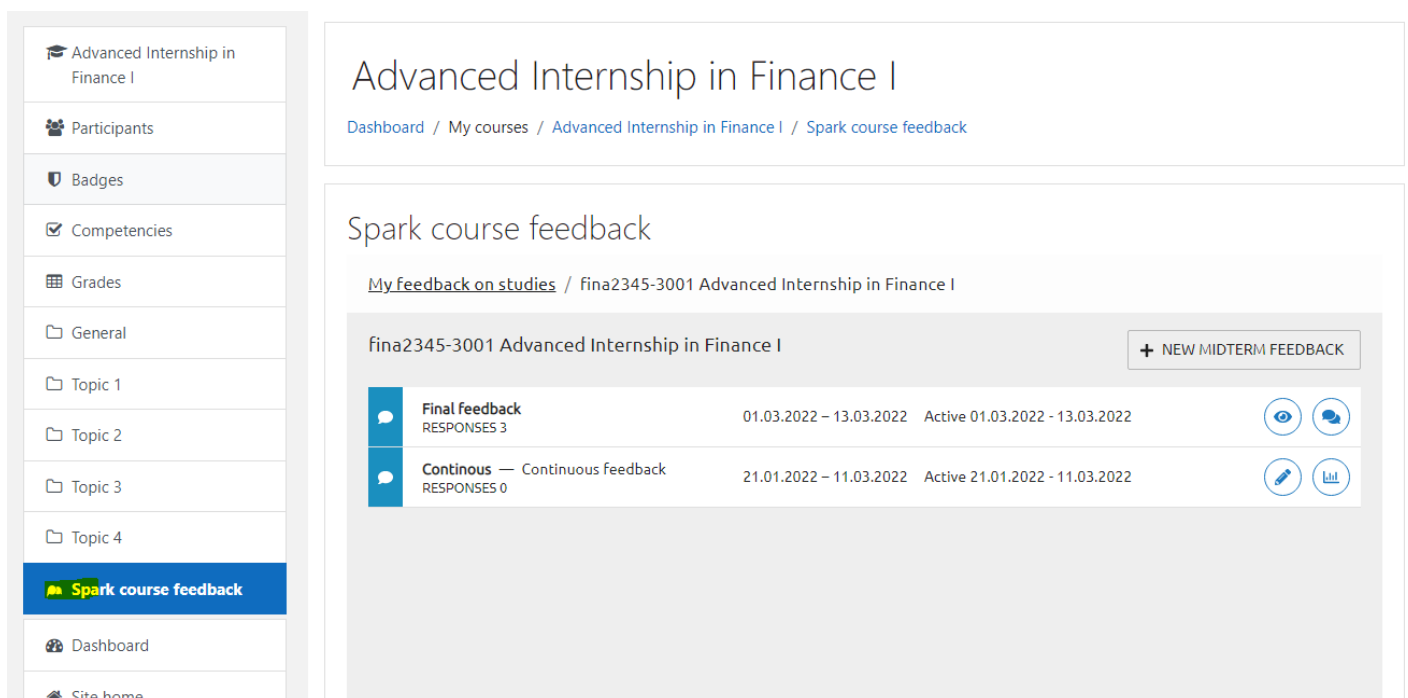 Advanced Internship in
Finance I
Participants
Badges
Competencies
Grades
General
Topic 1
Topic 2
Topic 3
Topic 4
Spark course feedback
Dashboard
Site home
Advanced Internship in Finance I
Dashboard / My courses / Advanced Internship in Finance I / Spark course feedback
Spark course feedback
My feedback on studies / fina2345-3001 Advanced Internship in Finance I
fina2345-3001 Advanced Internship in Finance I
+ NEW MIDTERM FEEDBACK
Final feedback 01.03.2022 – 13.03.2022 Active 01.03.2022 - 13.03.2022
RESPONSES 3
Continous — Continuous feedback 21.01.2022 – 11.03.2022 Active 21.01.2022 - 11.03.2022
RESPONSES 0